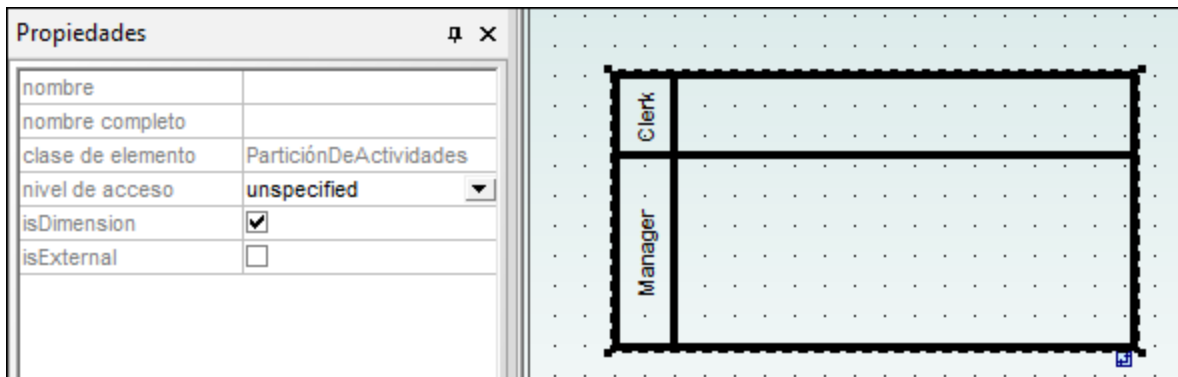 Propiedades
nombre
nombre completo
clase de elemento ParticiónDeActividades
nivel de acceso unspecified
isDimension
isExternal
Clerk
Manager